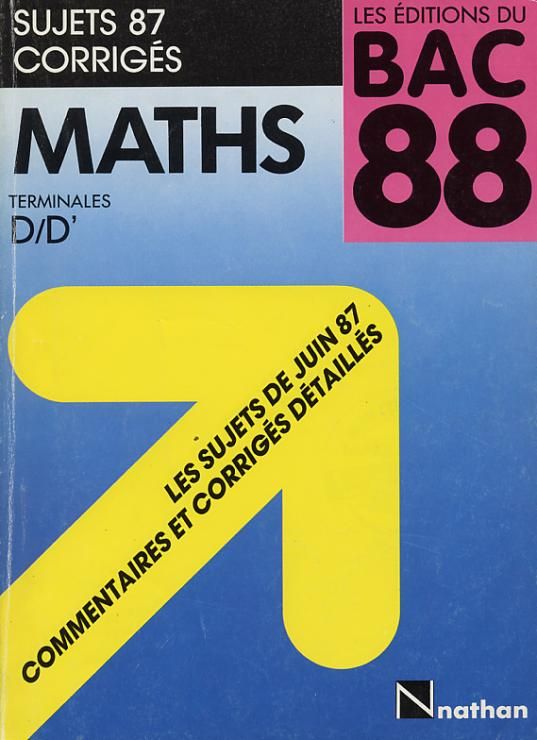 SUJETS 87
CORRIGÉS
LES ÉDITIONS DU
BAC
88
MATHS
TERMINALES
D/D'
LES SUJETS DE JUIN 87
COMMENTAIRES ET CORRIGÉS DÉTAILLÉS
N nathan